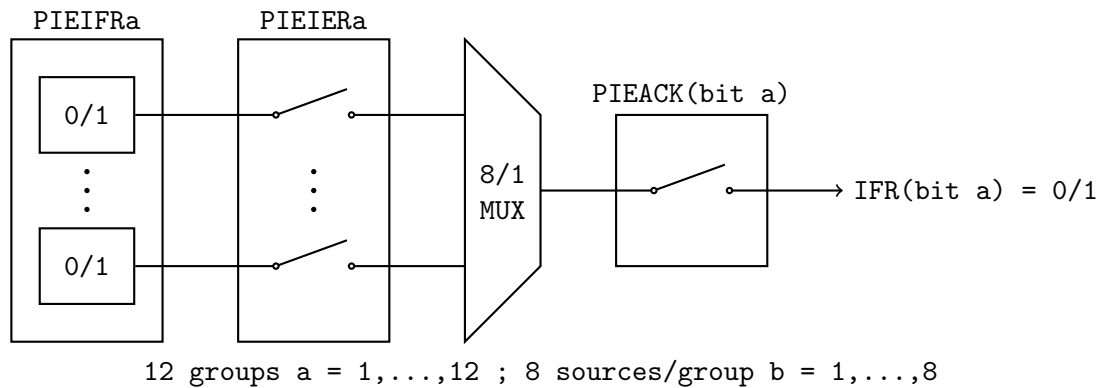 PIEIFRa
PIEIERa
PIEACK(bit a)
0/1
0/1
8/1
MUX
IFR(bit a) = 0/1
12 groups a = 1,...,12 ; 8 sources/group b = 1,...,8